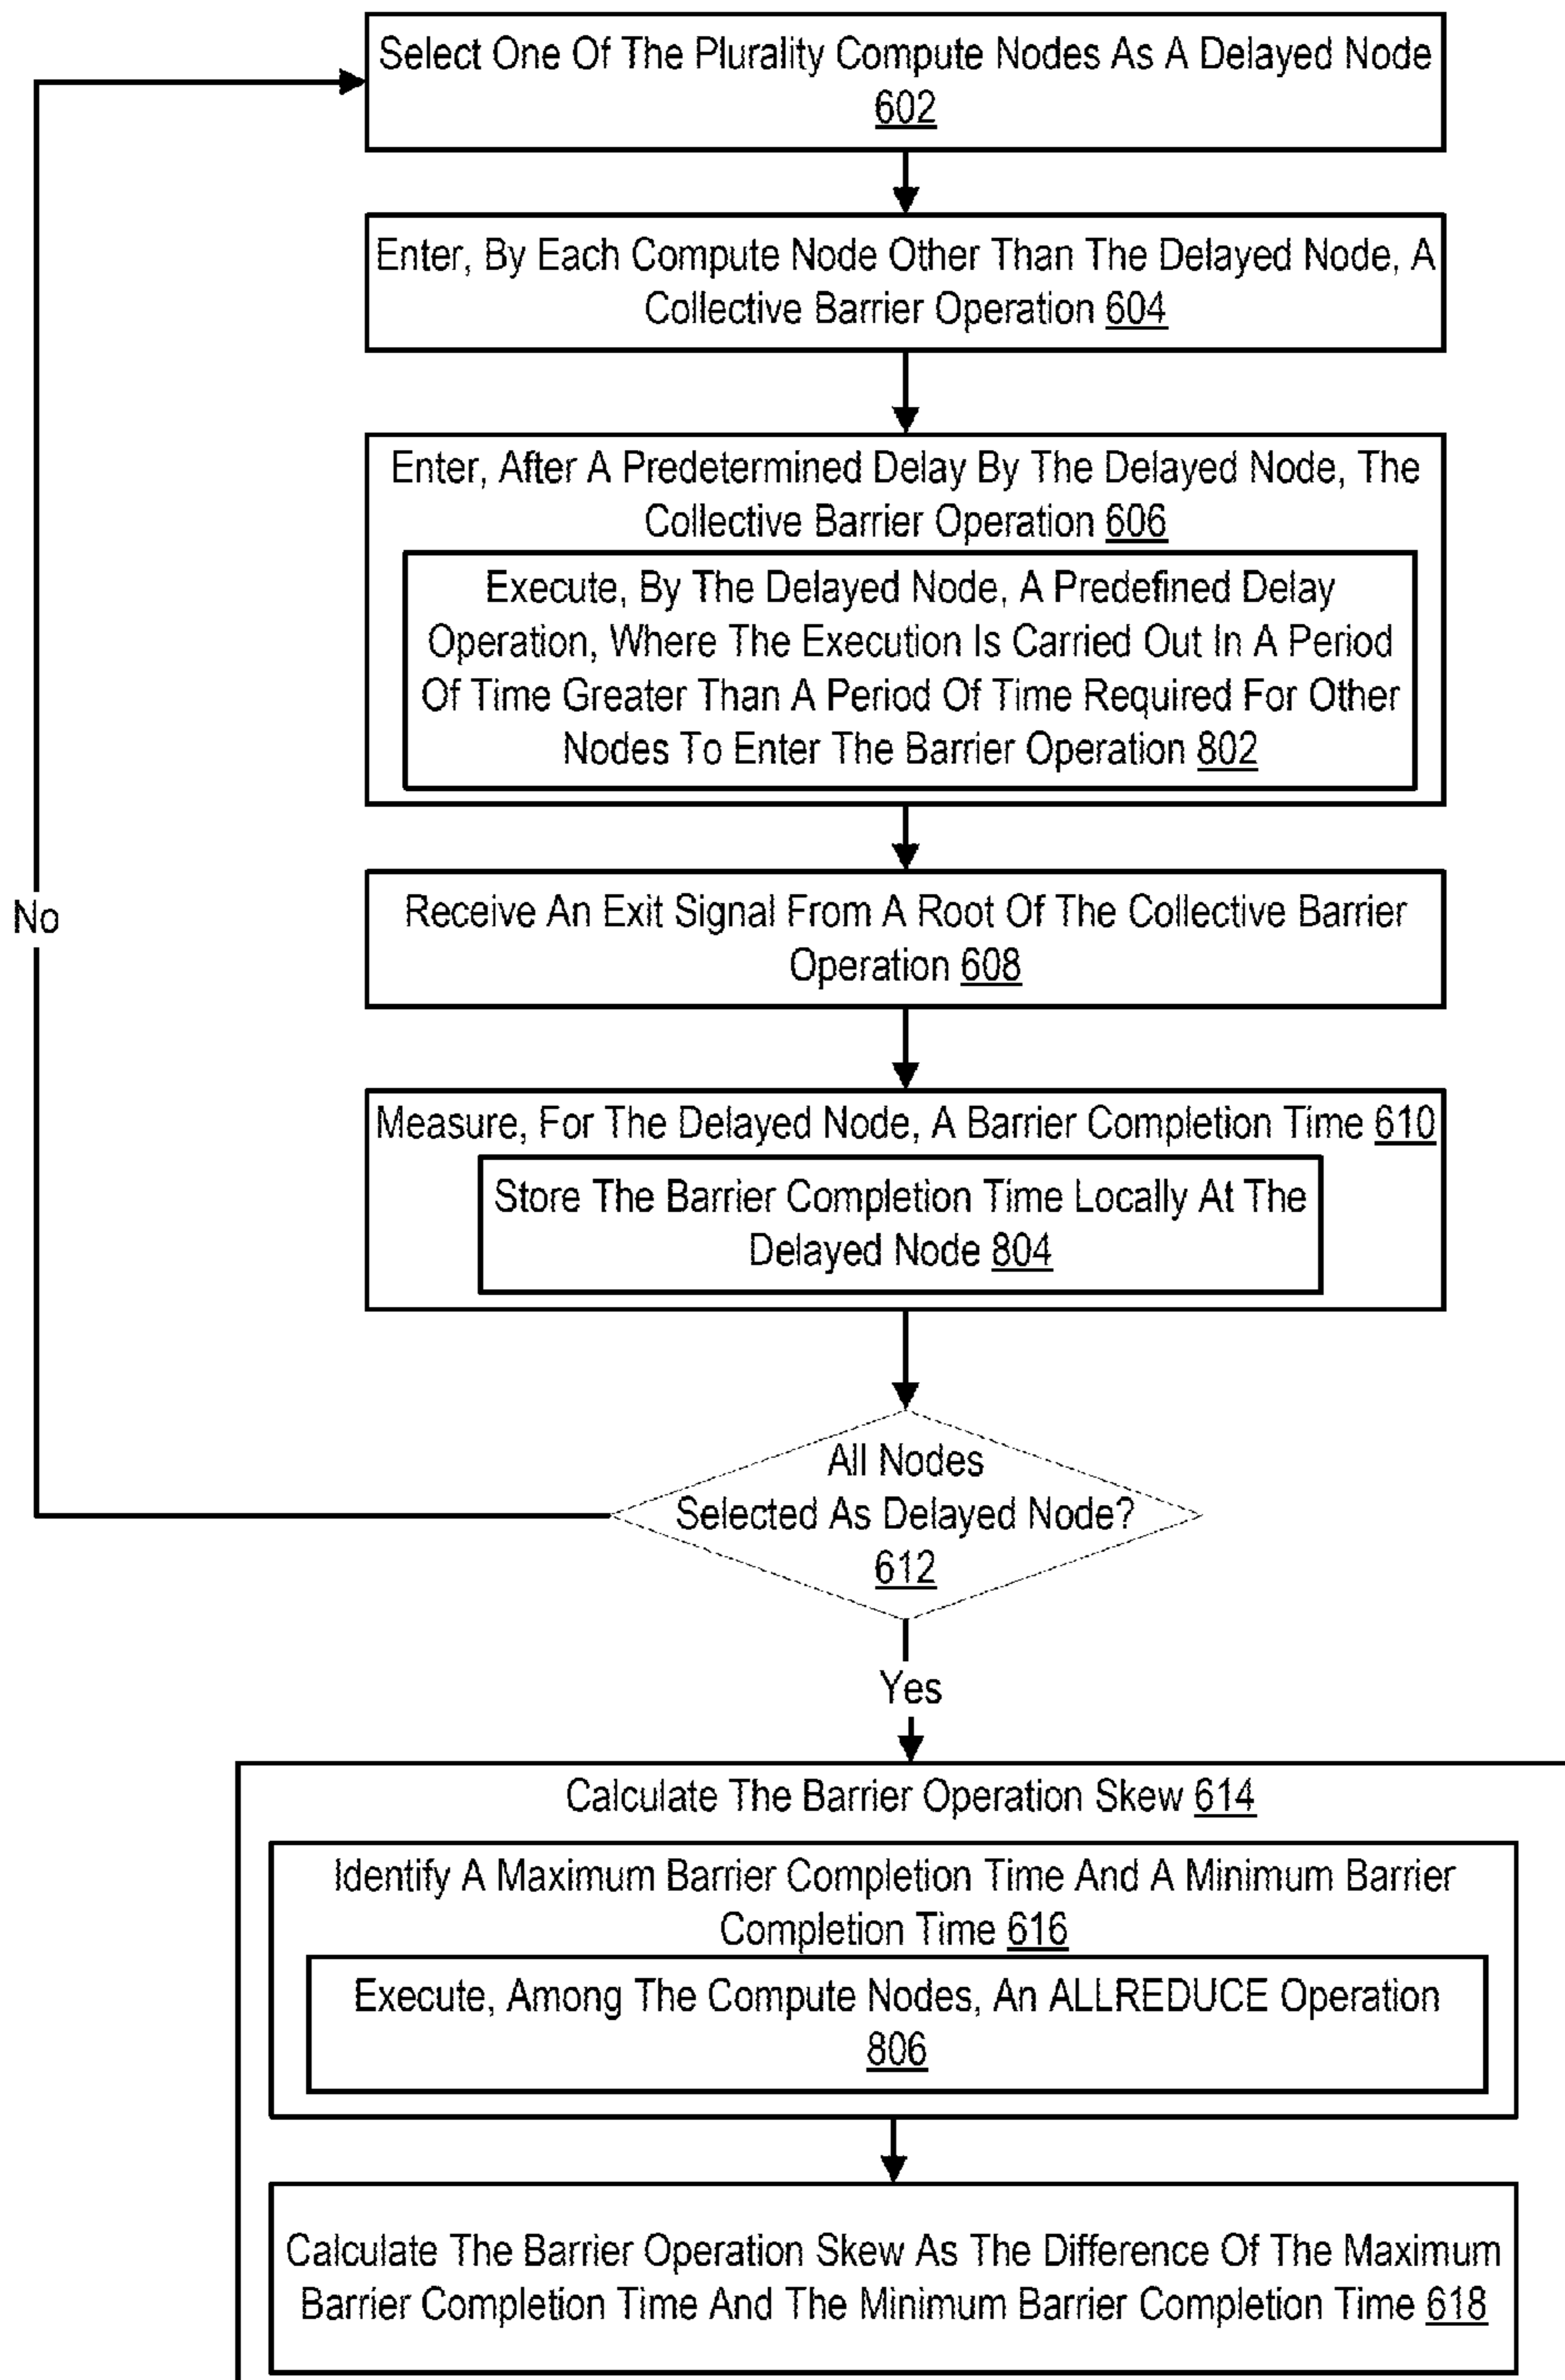 Select One Of The Plurality Compute Nodes As A Delayed Node
602
Enter, By Each Compute Node Other Than The Delayed Node, A
Collective Barrier Operation 604
Enter, After A Predetermined Delay By The Delayed Node, The
Collective Barrier Operation 606
Execute, By The Delayed Node, A Predefined Delay
Operation, Where The Execution Is Carried Out In A Period
Of Time Greater Than A Period Of Time Required For Other
Nodes To Enter The Barrier Operation 802
Receive An Exit Signal From A Root Of The Collective Barrier
Operation 608
No
Measure, For The Delayed Node, A Barrier Completion Time 610
Store The Barrier Completion Time Locally At The
Delayed Node 804
All Nodes
Selected As Delayed Node?
612
Yes
Calculate The Barrier Operation Skew 614
Identify A Maximum Barrier Completion Time And A Minimum Barrier
Completion Time 616
Execute, Among The Compute Nodes, An ALLREDUCE Operation
806
Calculate The Barrier Operation Skew As The Difference Of The Maximum
Barrier Completion Time And The Minimum Barrier Completion Time 618